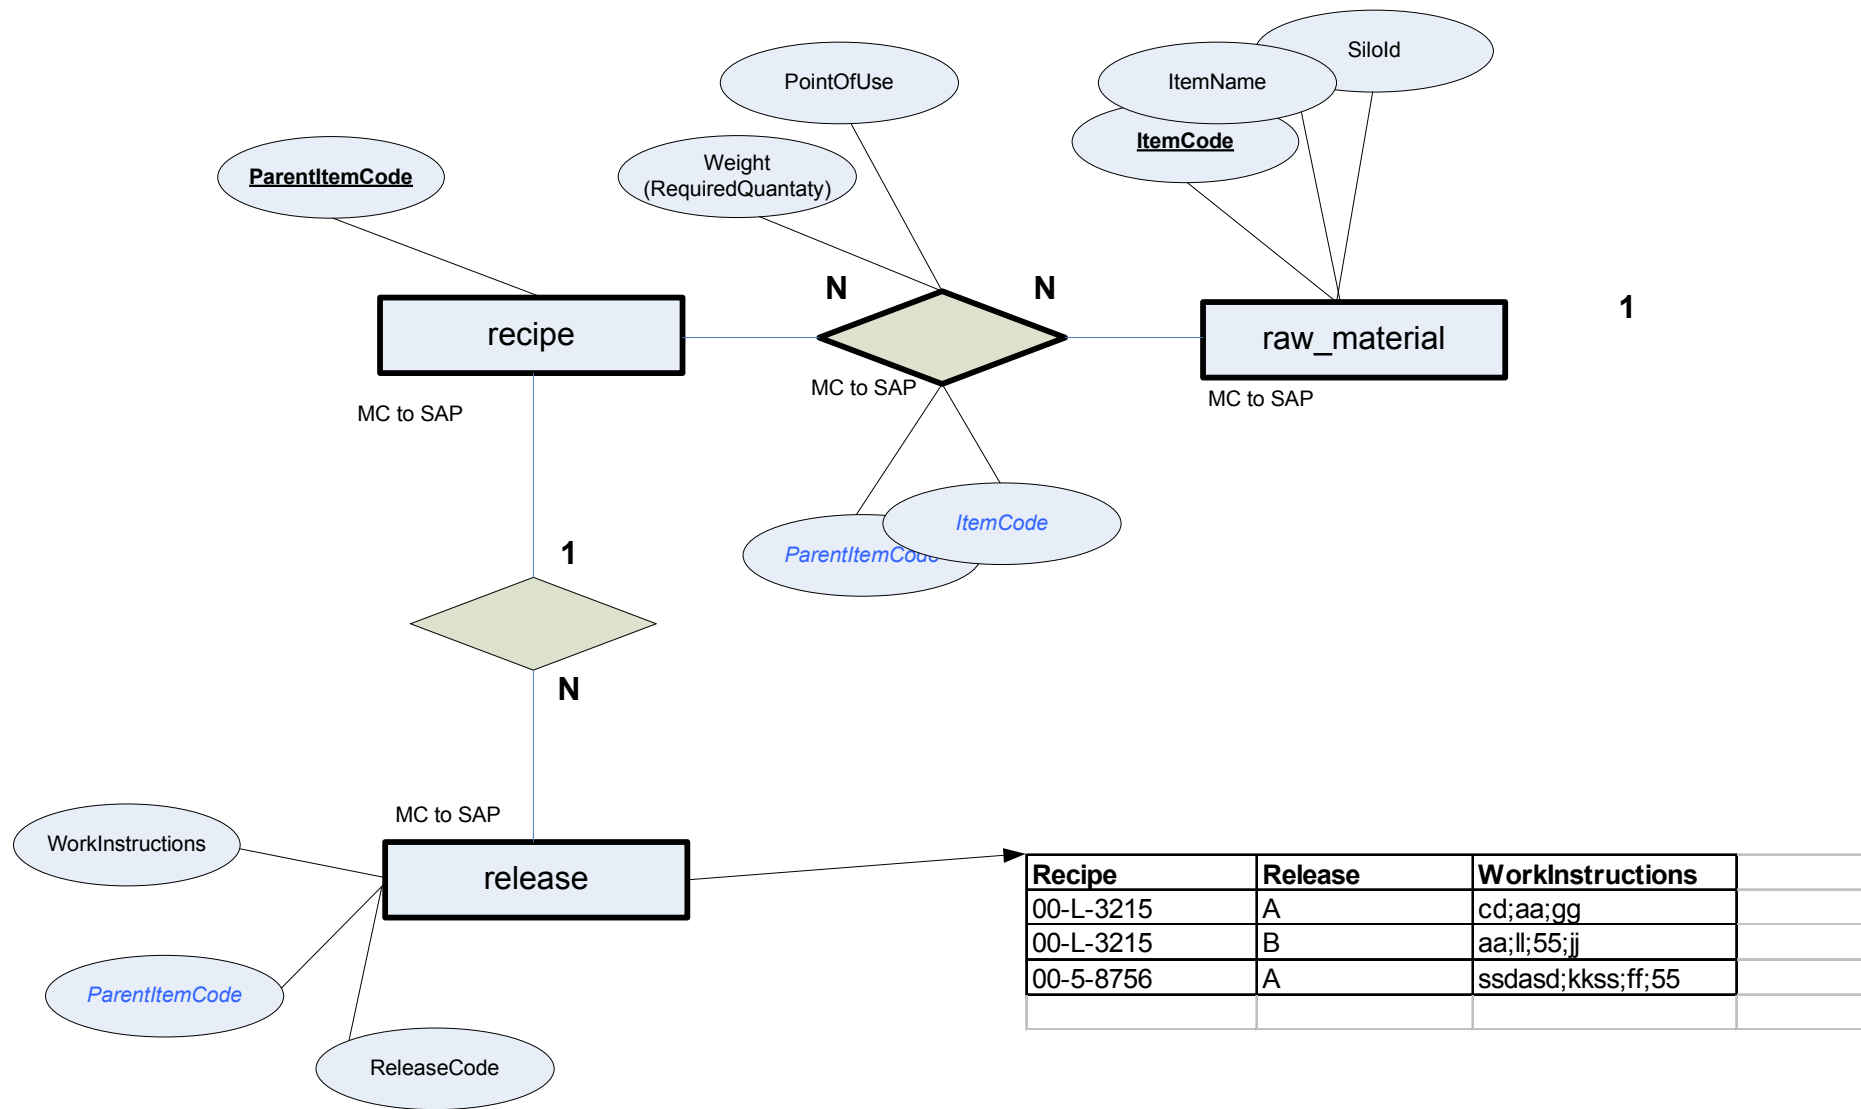 SiloId
PointOfUse
ItemName
ItemCode
Weight
(RequiredQuantaty)
ParentItemCode
N
N
1
recipe
raw_material
MC to SAP
MC to SAP
MC to SAP
ItemCode
ParentItemCode
1
N
MC to SAP
WorkInstructions
release
ParentItemCode
ReleaseCode
Recipe Release WorkInstructions
00-L-3215 A cd;aa;gg
00-L-3215 B aa;ll;55;jj
00-5-8756 A ssdasd;kkss;ff;55